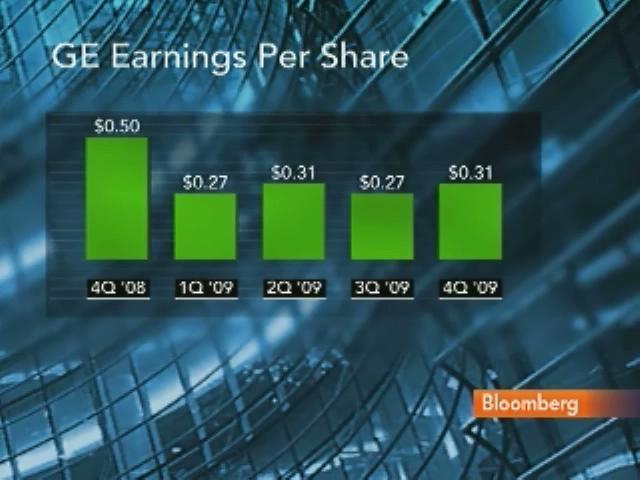 GE Earnings Per Share
$0.50
$0.27
$0.31
$0.27
$0.31
4Q '08
1Q '09
2Q '09
3Q '09
4Q '09
Bloomberg